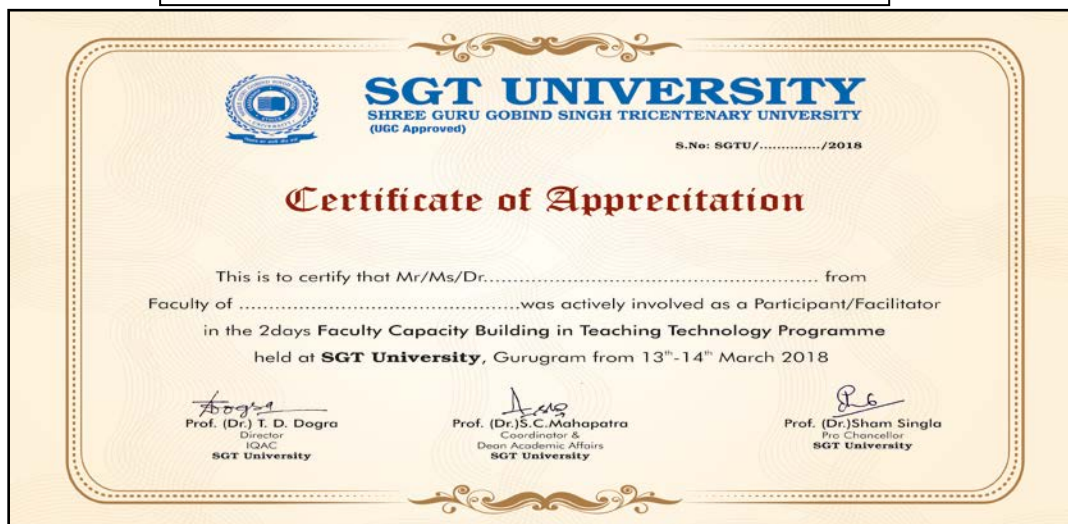 SGT UNIVERSITY
SHREE GURU GOBIND SINGH TRICENTENARY UNIVERSITY
(UGC Approved)
S.No: SGTU/............../2018
Certificate of Apprecitation
This is to certify that Mr/Ms/Dr........................................................ from
Faculty of ................................................was actively involved as a Participant/Facilitator
in the 2days Faculty Capacity Building in Teaching Technology Programme
held at SGT University, Gurugram from 13th-14th March 2018
Prof. (Dr.) T. D. Dogra
Director
IQAC
SGT University
Prof. (Dr.)S.C.Mahapatra
Coordinator &
Dean Academic Affairs
SGT University
Prof. (Dr.)Sham Singla
Pro Chancellor
SGT University